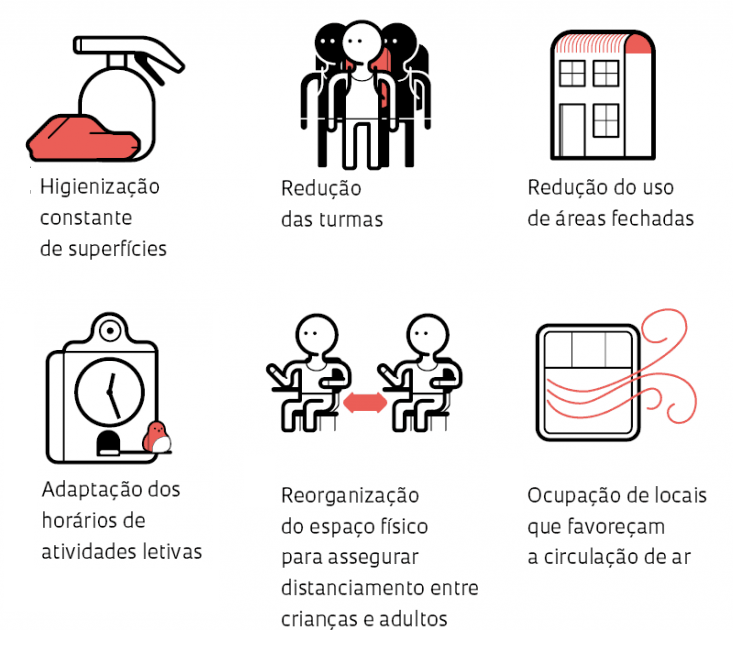 Higienização
constante
de superfícies
Redução
das turmas
Redução do uso
de áreas fechadas
Adaptação dos
horários de
atividades letivas
Reorganização
do espaço físico
para assegurar
distanciamento entre
crianças e adultos
Ocupação de locais
que favoreçam
a circulação de ar